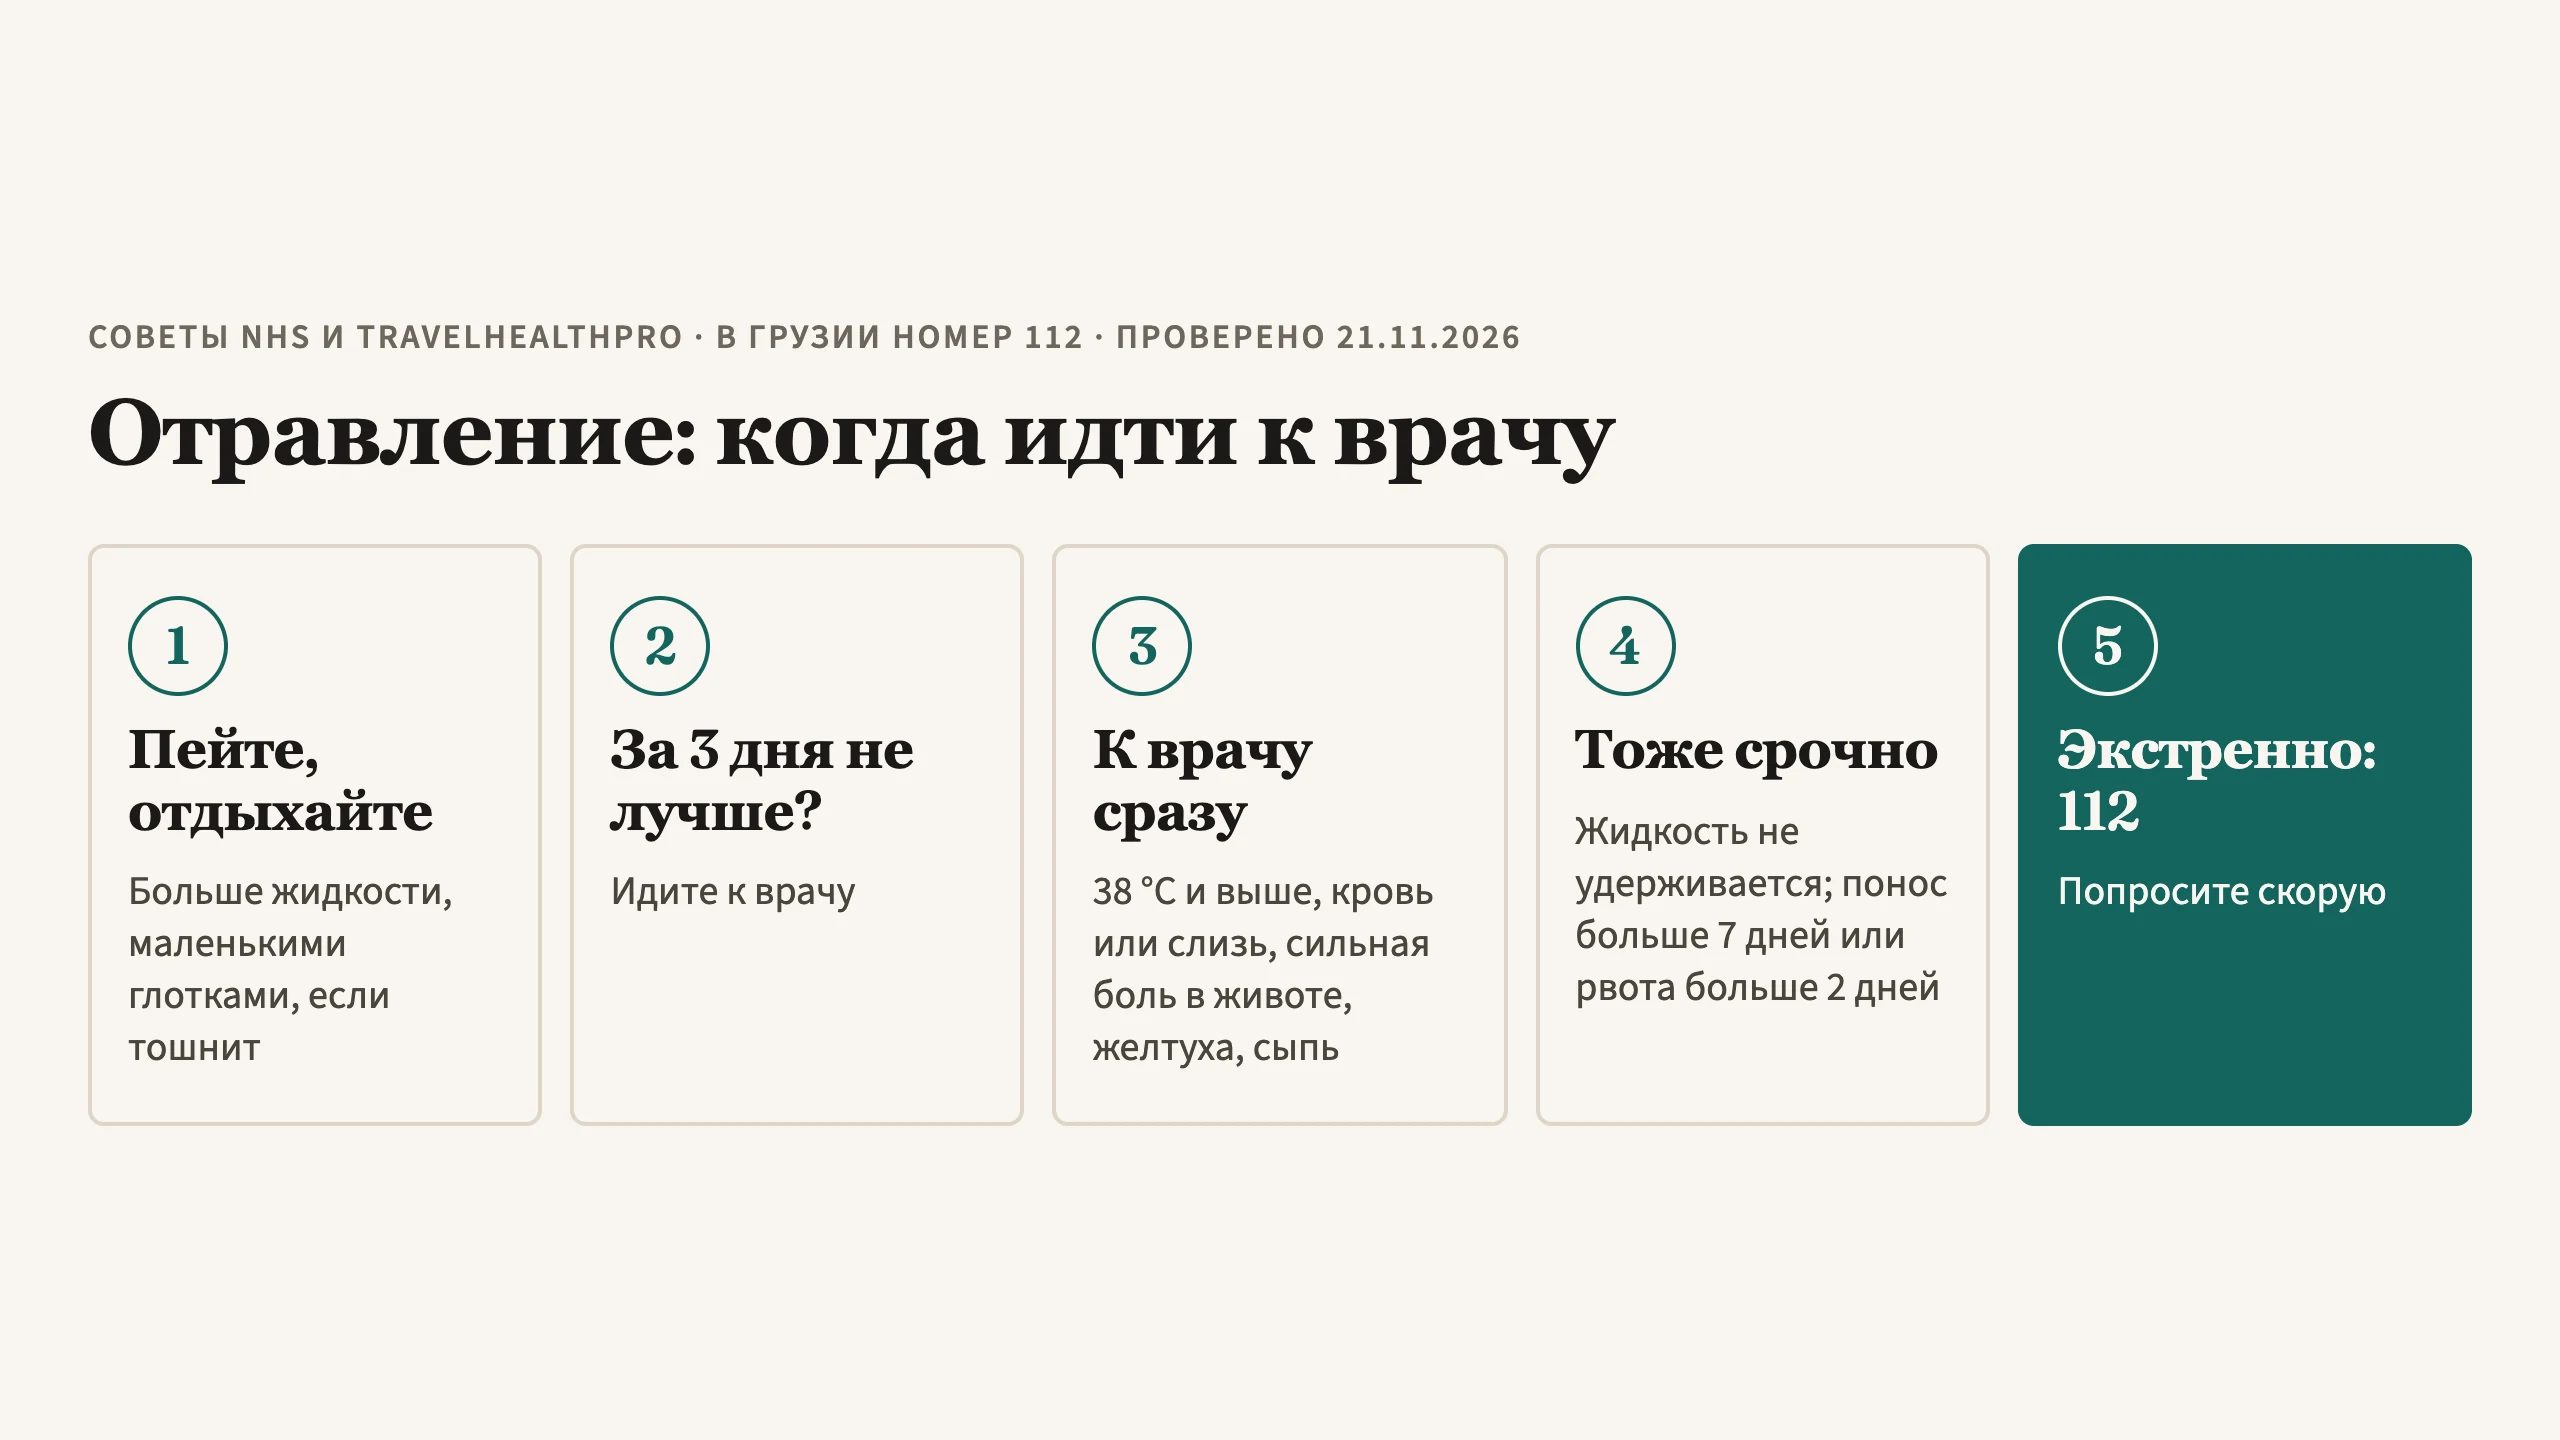 СОВЕТЫ NHS И TRAVELHEALTHPRO · В ГРУЗИИ НОМЕР 112 · ПРОВЕРЕНО 21.11.2026
Отравление: когда идти к врачу
1
Пейте,
отдыхайте
Больше жидкости,
маленькими
глотками, если
тошнит
2
За 3 дня не
лучше?
Идите к врачу
3
К врачу
сразу
38 °C и выше, кровь
или слизь, сильная
боль в животе,
желтуха, сыпь
4
Тоже срочно
Жидкость не
удерживается; понос
больше 7 дней или
рвота больше 2 дней
5
Экстренно:
112
Попросите скорую